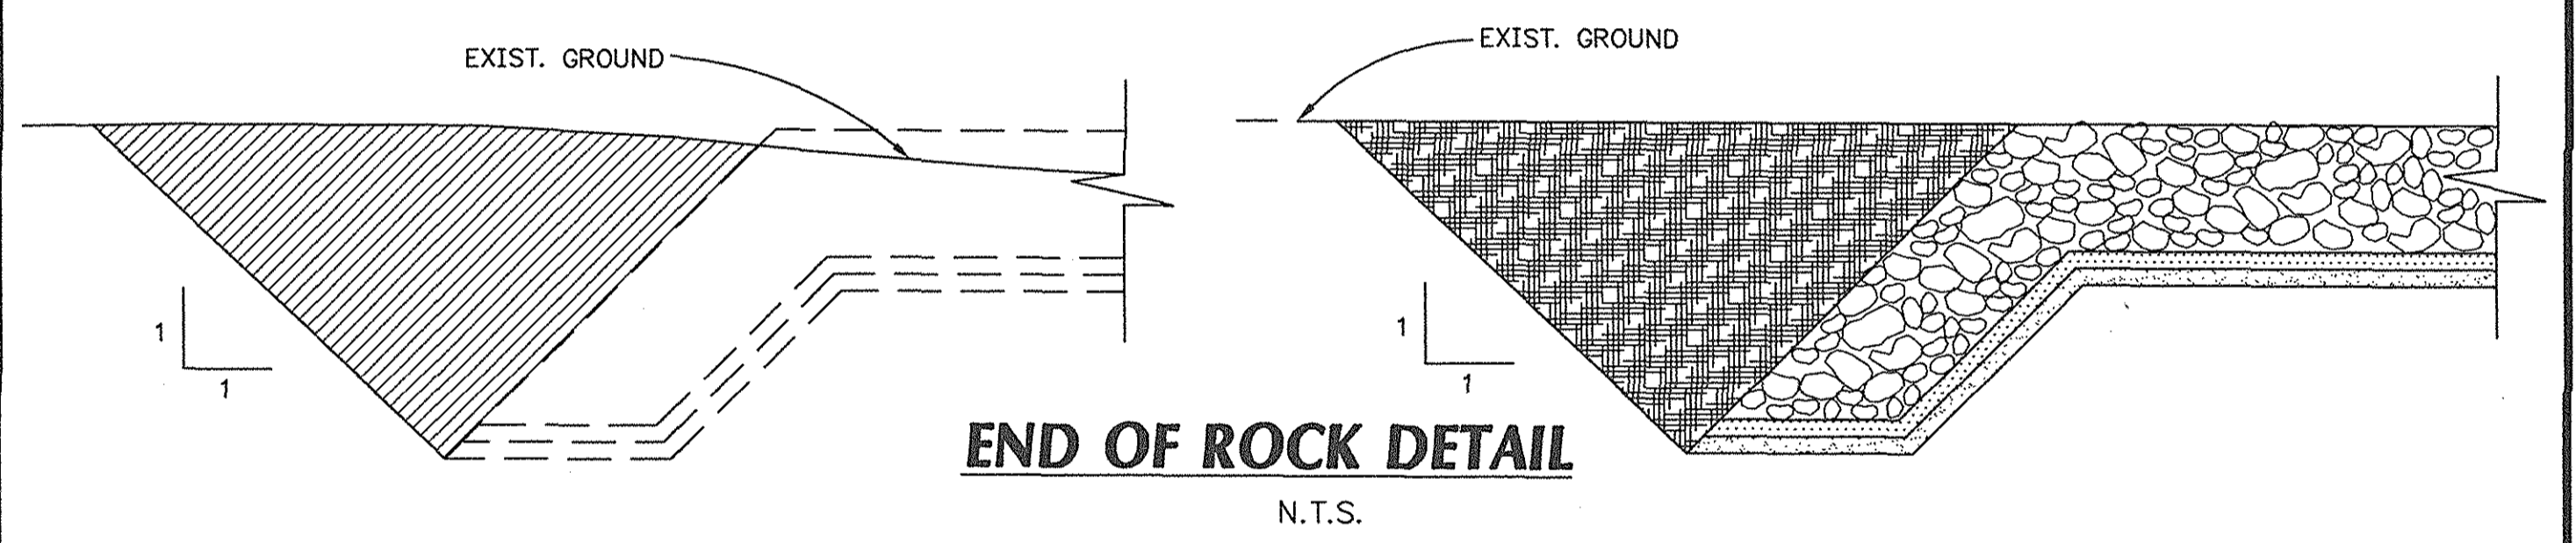 EXIST. GROUND
EXIST. GROUND
1
1
1
1
END OF ROCK DETAIL
N.T.S.